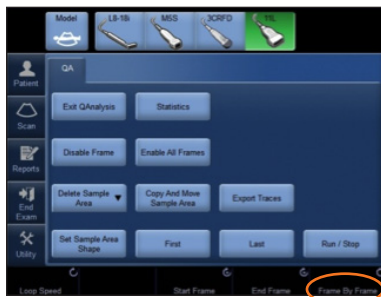 Model L8-18i M5S 3CRFD 11L
QA
Patient
Exit QAnalysis Statistics
Scan
Disable Frame Enable All Frames
Reports
Delete Sample Area Copy And Move Sample Area Export Traces
End Exam
Set Sample Area Shape First Last Run / Stop
Utility
Loop Speed Start Frame End Frame Frame By Frame